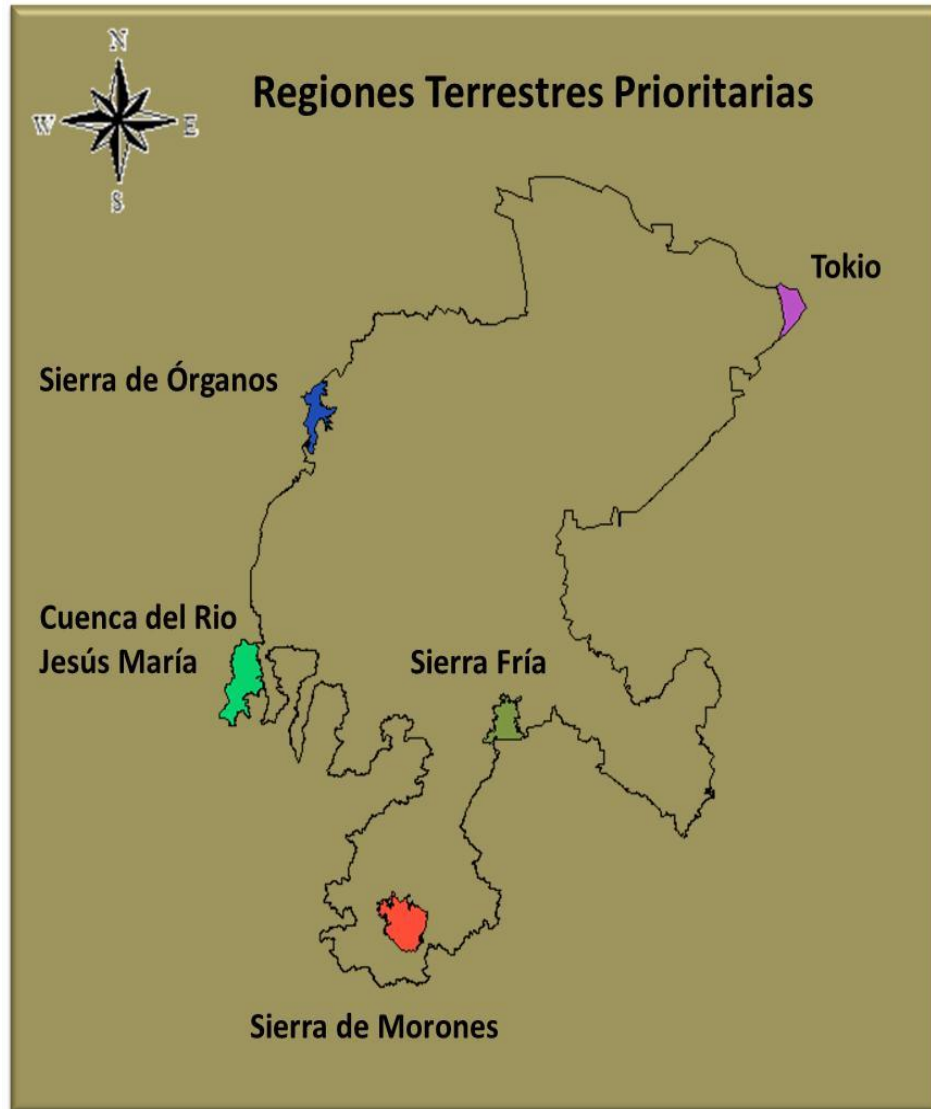 N
Regiones Terrestres Prioritarias
W
E
S
Tokio
Sierra de Órganos
Cuenca del Rio
Jesús María
Sierra Fría
Sierra de Morones